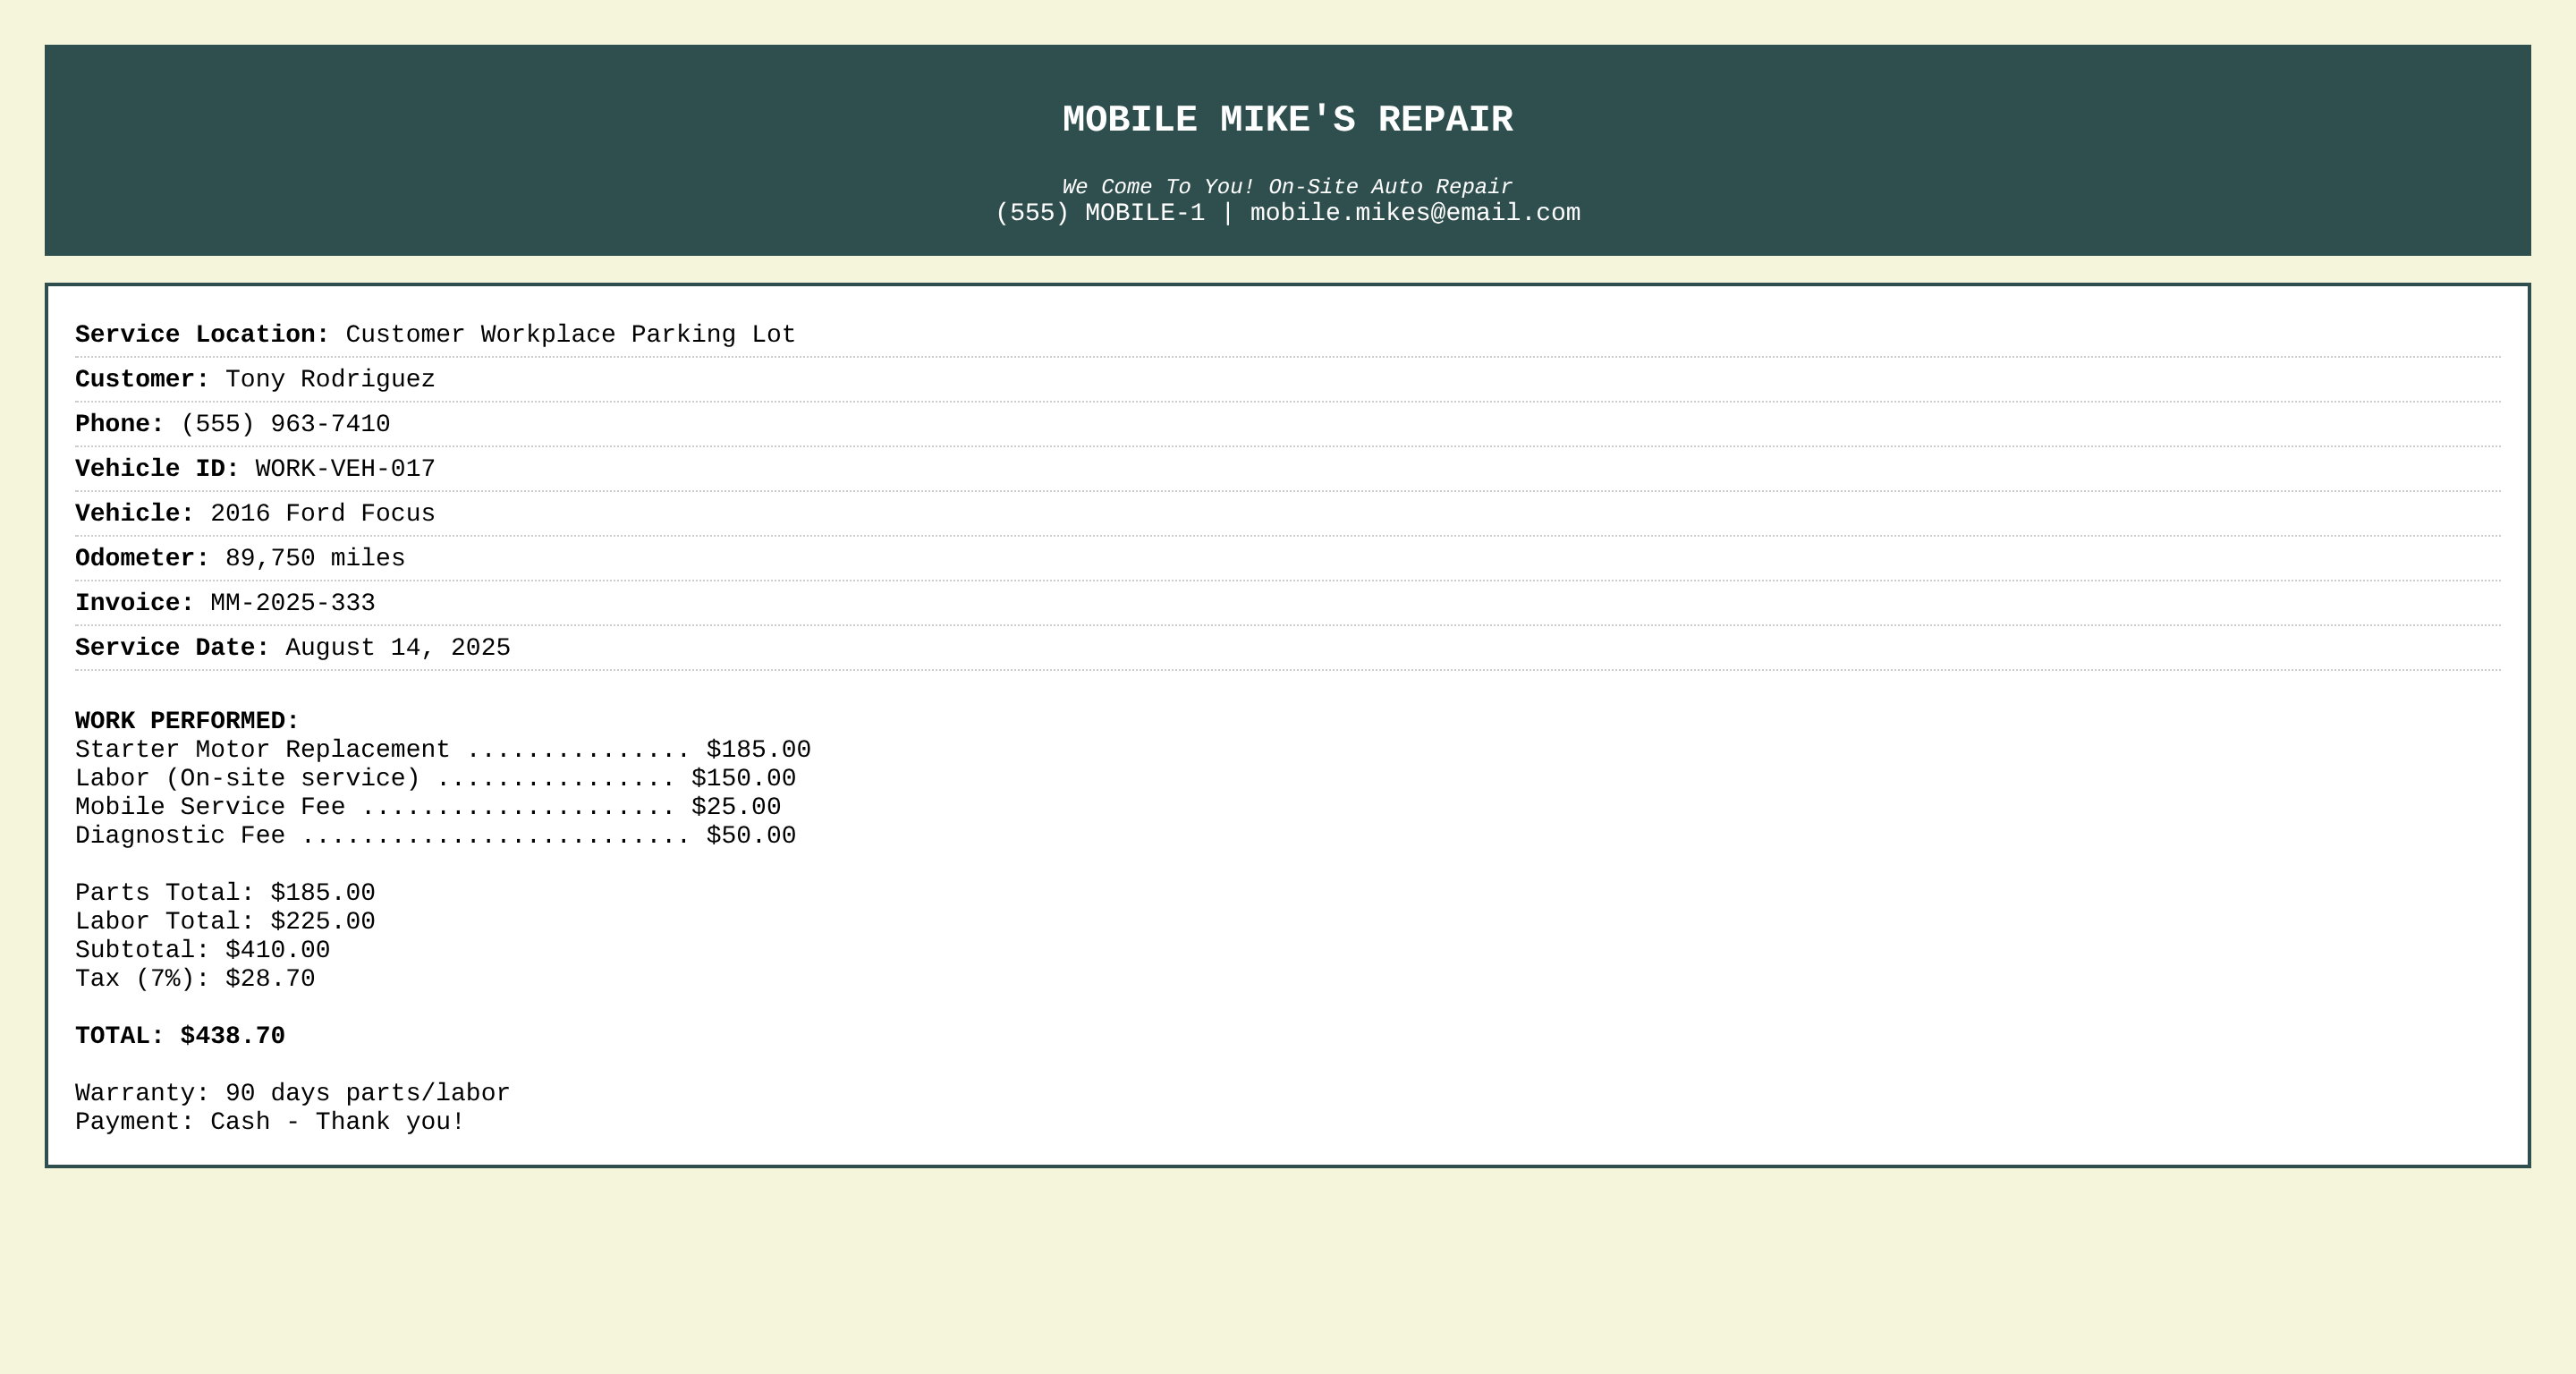 MOBILE MIKE'S REPAIR
We Come To You! On-Site Auto Repair
(555) MOBILE-1 | mobile.mikes@email.com
Service Location: Customer Workplace Parking Lot
Customer: Tony Rodriguez
Phone: (555) 963-7410
Vehicle ID: WORK-VEH-017
Vehicle: 2016 Ford Focus
Odometer: 89,750 miles
Invoice: MM-2025-333
Service Date: August 14, 2025
WORK PERFORMED:
Starter Motor Replacement ............... $185.00
Labor (On-site service) ................ $150.00
Mobile Service Fee ..................... $25.00
Diagnostic Fee .......................... $50.00
Parts Total: $185.00
Labor Total: $225.00
Subtotal: $410.00
Tax (7%): $28.70
TOTAL: $438.70
Warranty: 90 days parts/labor
Payment: Cash - Thank you!